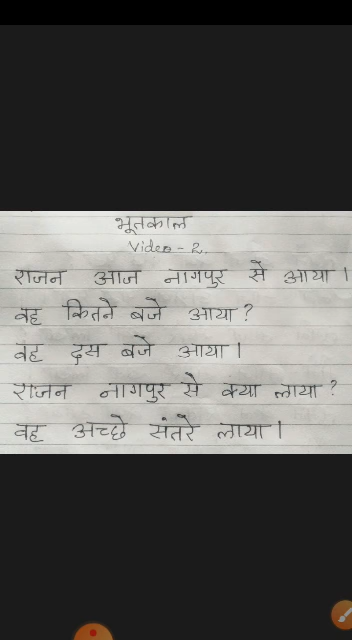 भूतकाल
Video - 2.
राजन आज नागपुर से आया।
वह कितने बजे आया?
वह दस बजे आया।
राजन नागपुर से क्या लाया?
वह अच्छे संतरे लाया।